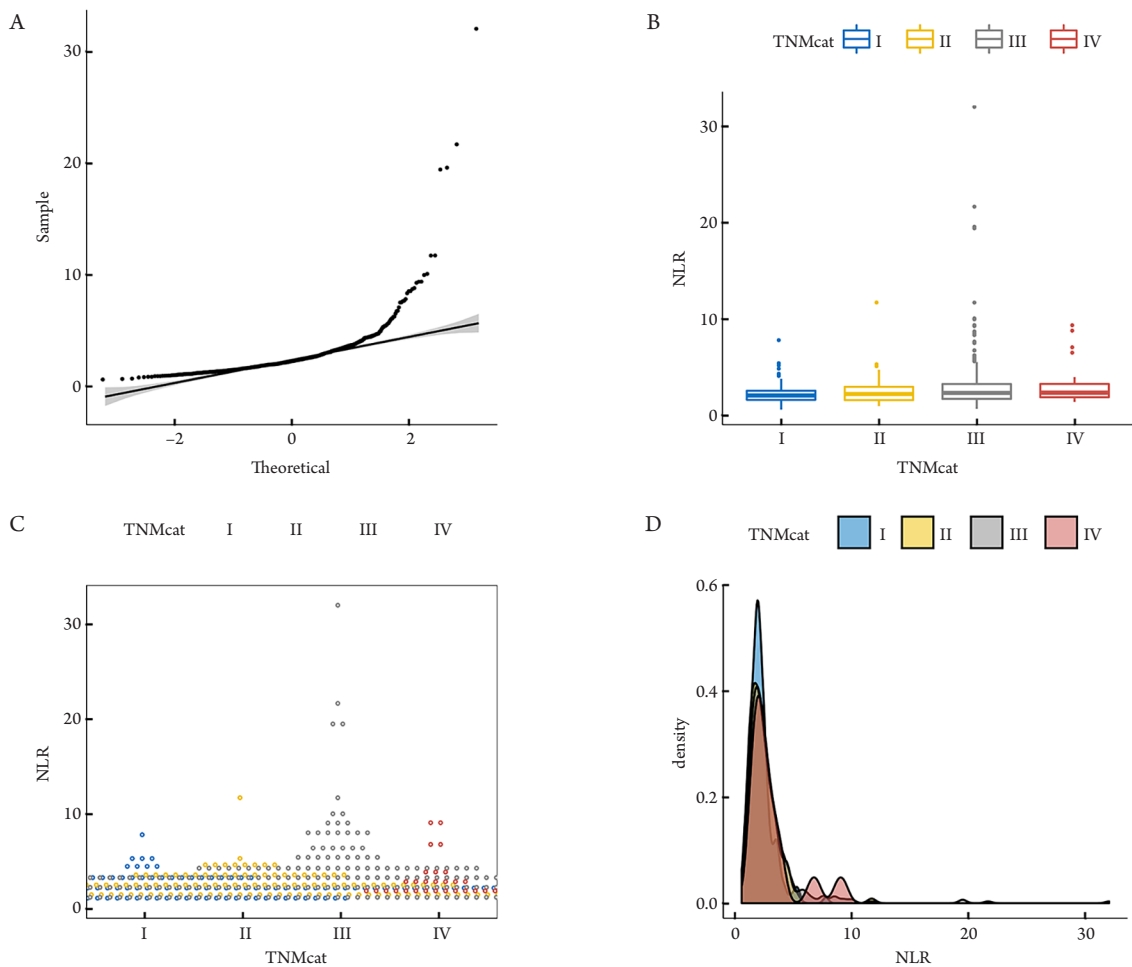 A
30
20
10
0
Sample
−2 0 2
Theoretical
B
TNMcat I II III IV
30
20
10
0
NLR
I II III IV
TNMcat
C
TNMcat I II III IV
30
20
10
0
NLR
I II III IV
TNMcat
D
TNMcat I II III IV
0.6
0.4
0.2
0.0
density
0 10 20 30
NLR